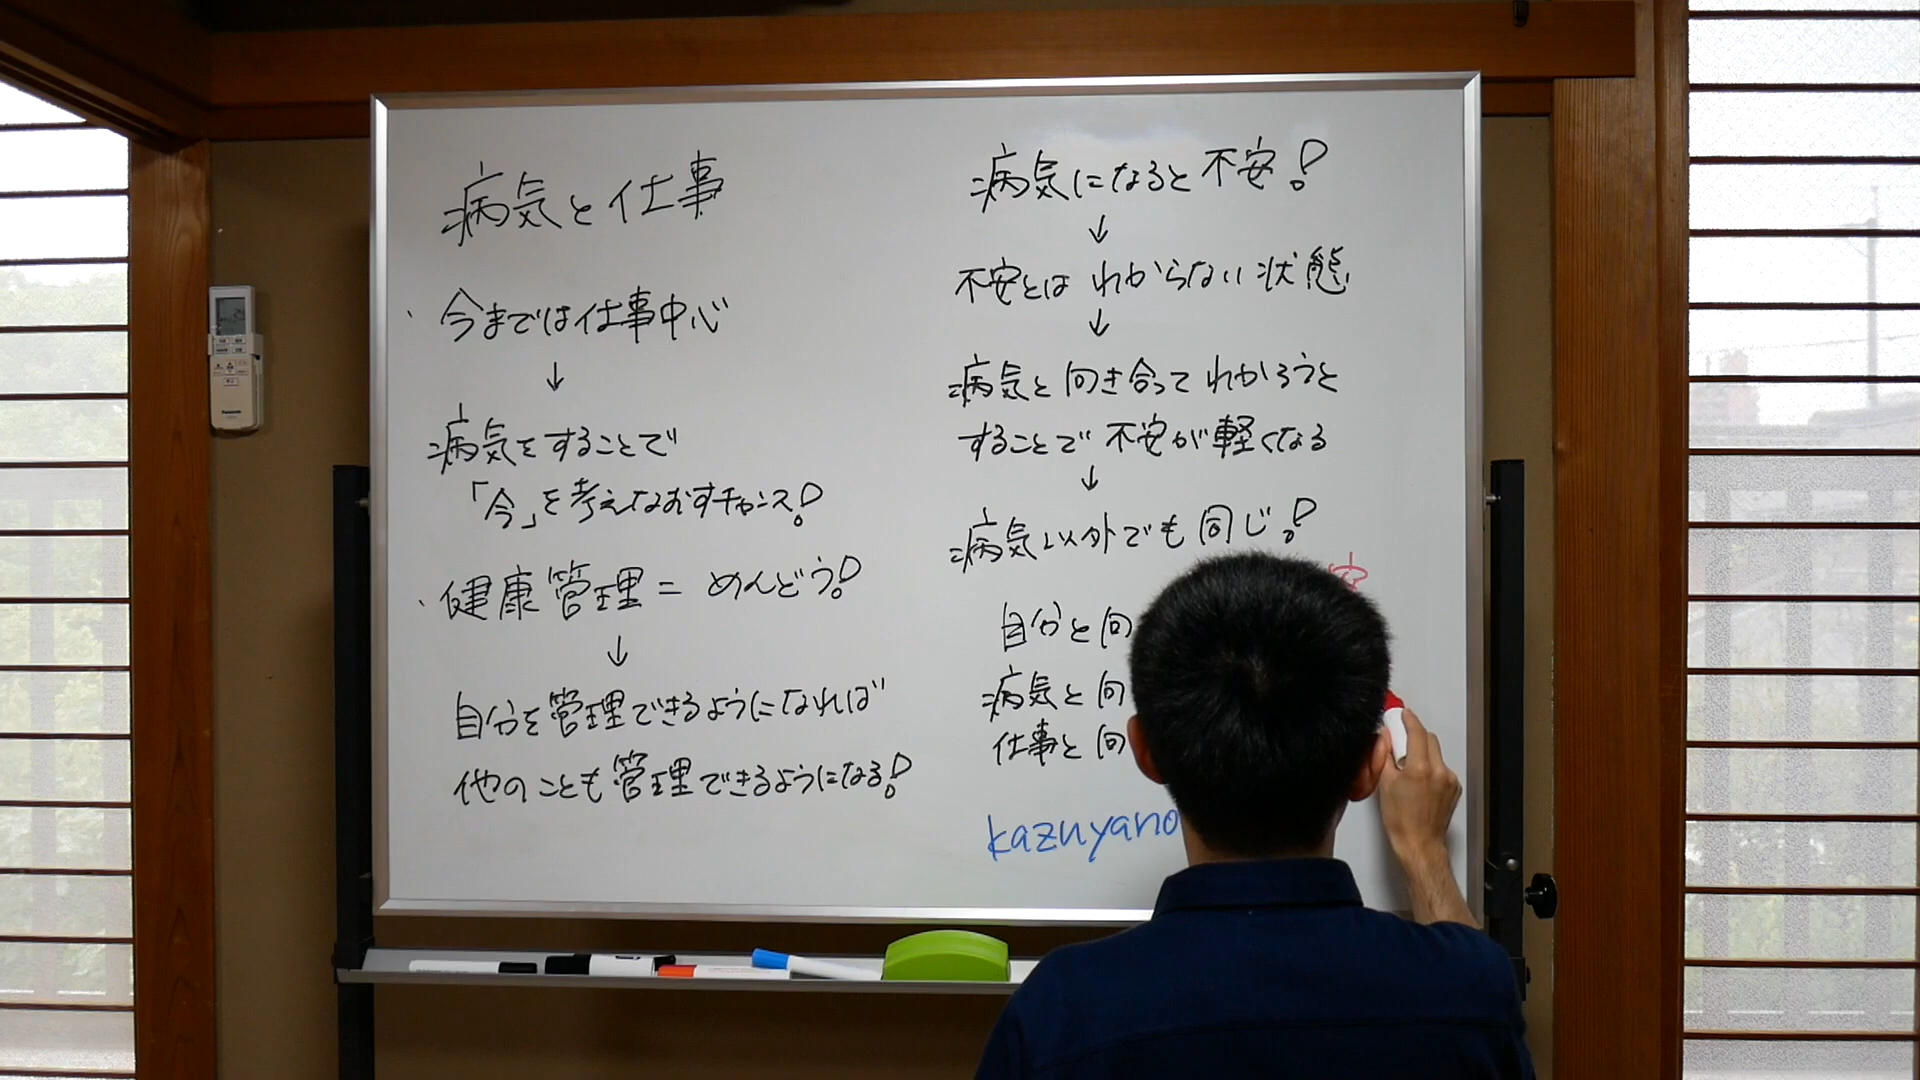 病気と仕事
・今までは仕事中心
↓
病気をすることで
「今」を考えなおすチャンス!
・健康管理=めんどう!
↓
自分を管理できるようになれば
他のことも管理できるようになる!
病気になると不安!
↓
不安とはわからない状態
↓
病気と向き合ってわかろうと
することで不安が軽くなる
↓
病気以外でも同じ!
自分と向
病気と向
仕事と向
kazuyano
Panasonic